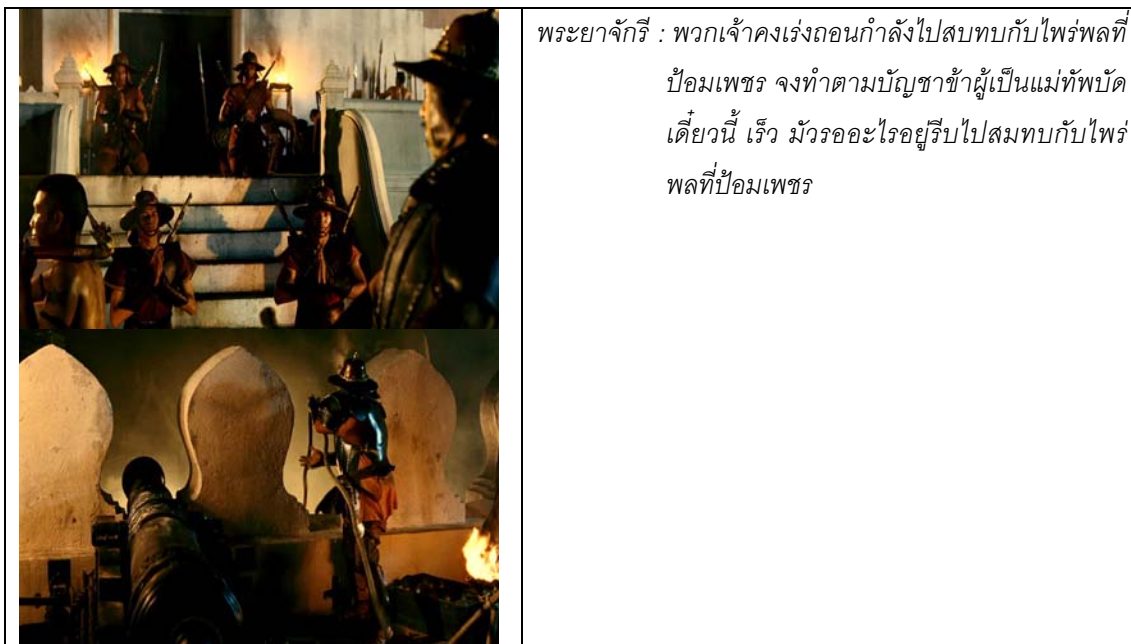 พระยาจักรี : พวกเจ้าคงเร่งถอนกำลังไปสบทบกับไพร่พลที่
ป้อมเพชร จงทำตามบัญชาข้าผู้เป็นแม่ทัพบัด
เดี๋ยวนี้ เร็ว มัวรออะไรอยู่รีบไปสมทบกับไพร่
พลที่ป้อมเพชร